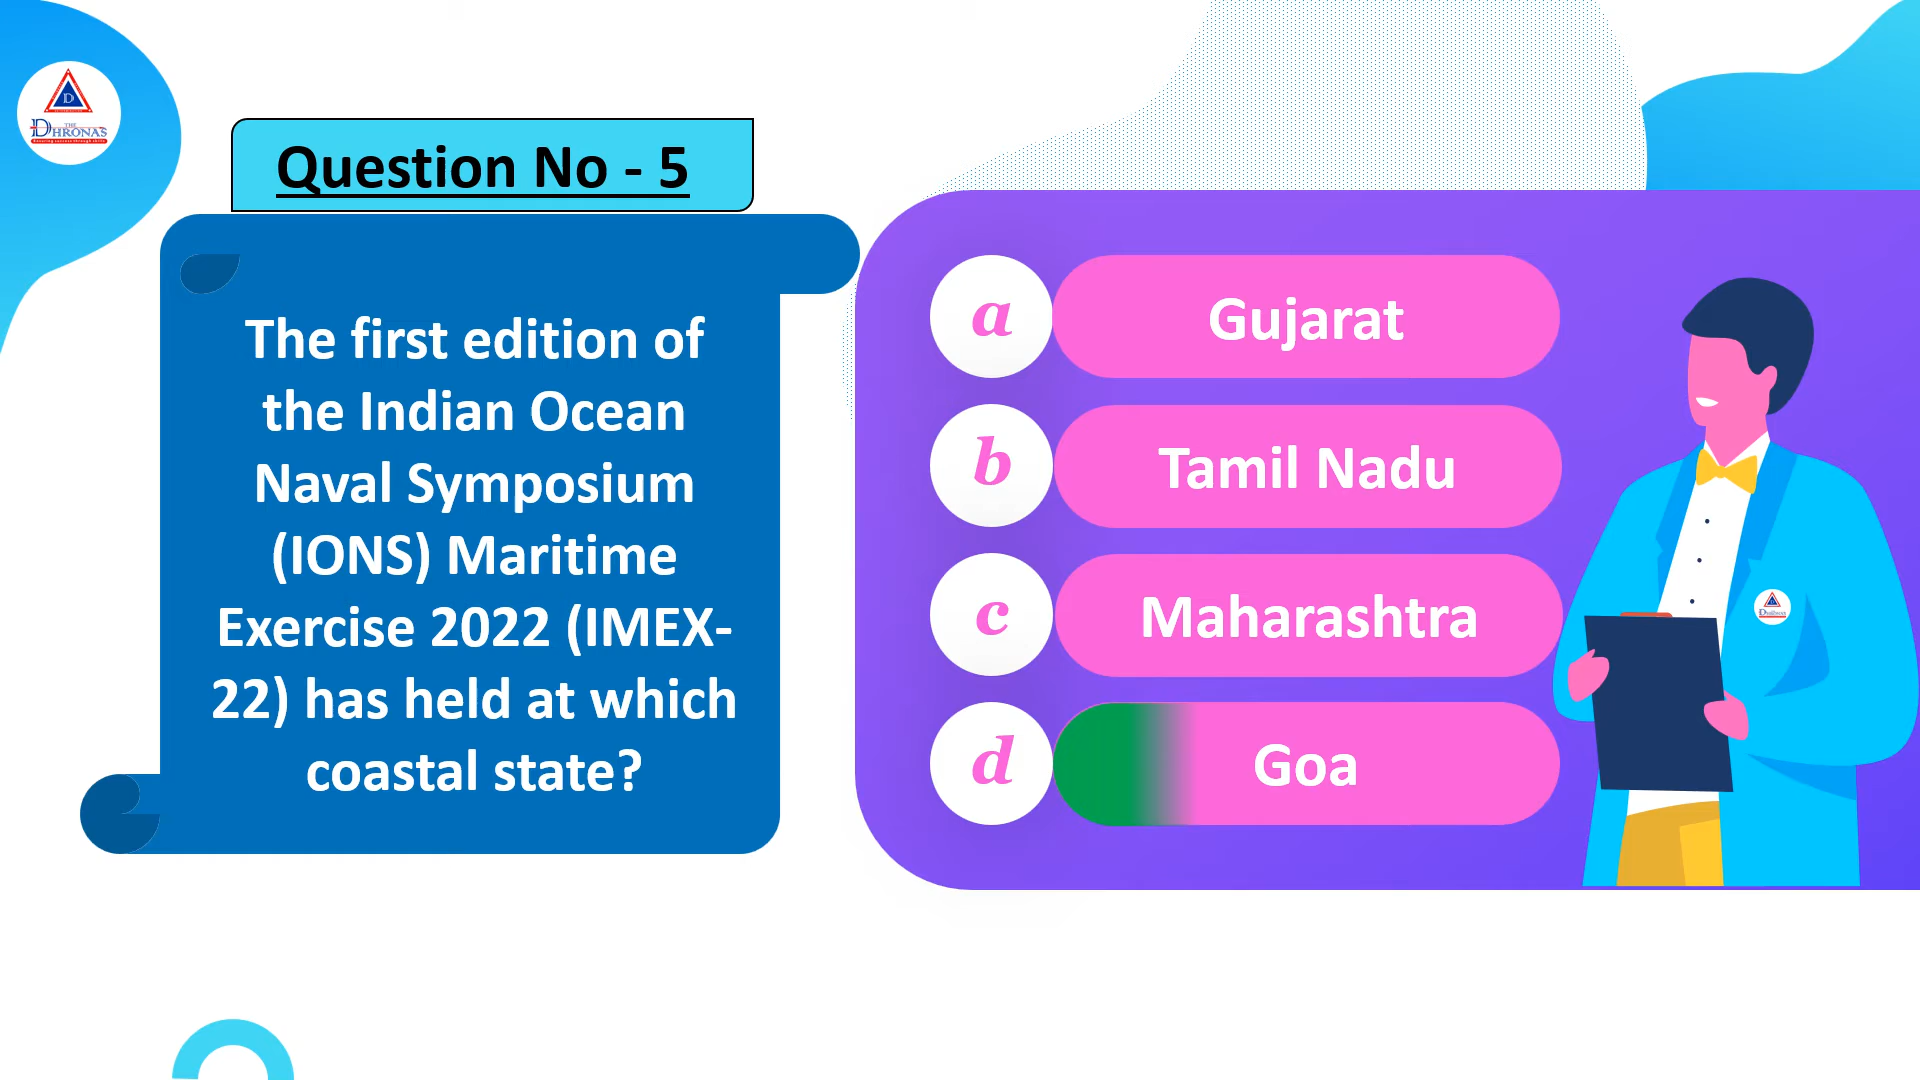 D
THE
DHRONAS
Question No - 5
The first edition of
the Indian Ocean
Naval Symposium
(IONS) Maritime
Exercise 2022 (IMEX-
22) has held at which
coastal state?
a
Gujarat
b
Tamil Nadu
c
Maharashtra
d
Goa